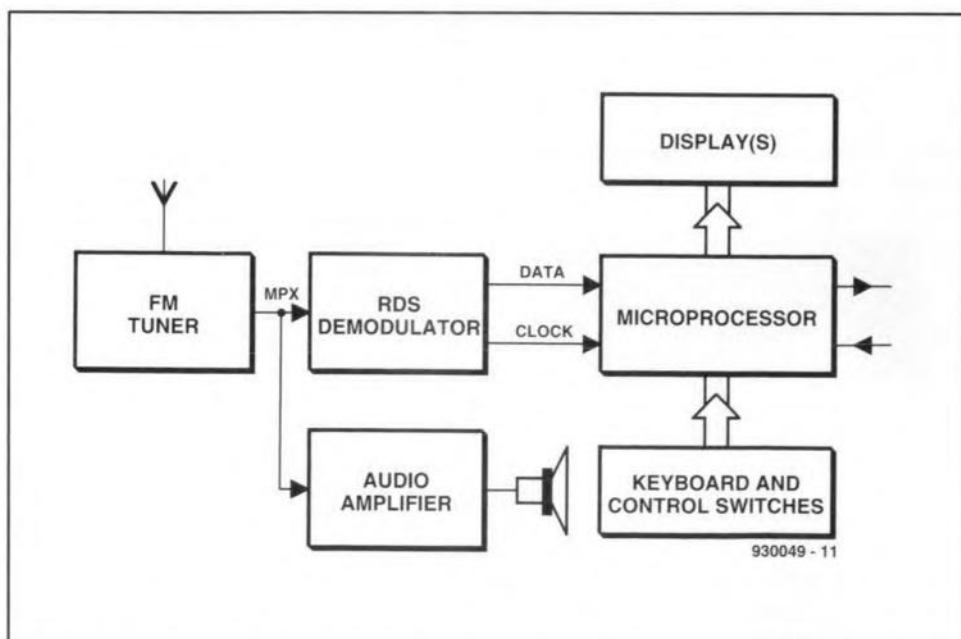 DISPLAY(S)
FM
TUNER
MPX
RDS
DEMODULATOR
DATA
CLOCK
MICROPROCESSOR
AUDIO
AMPLIFIER
KEYBOARD AND
CONTROL SWITCHES
930049 - 11